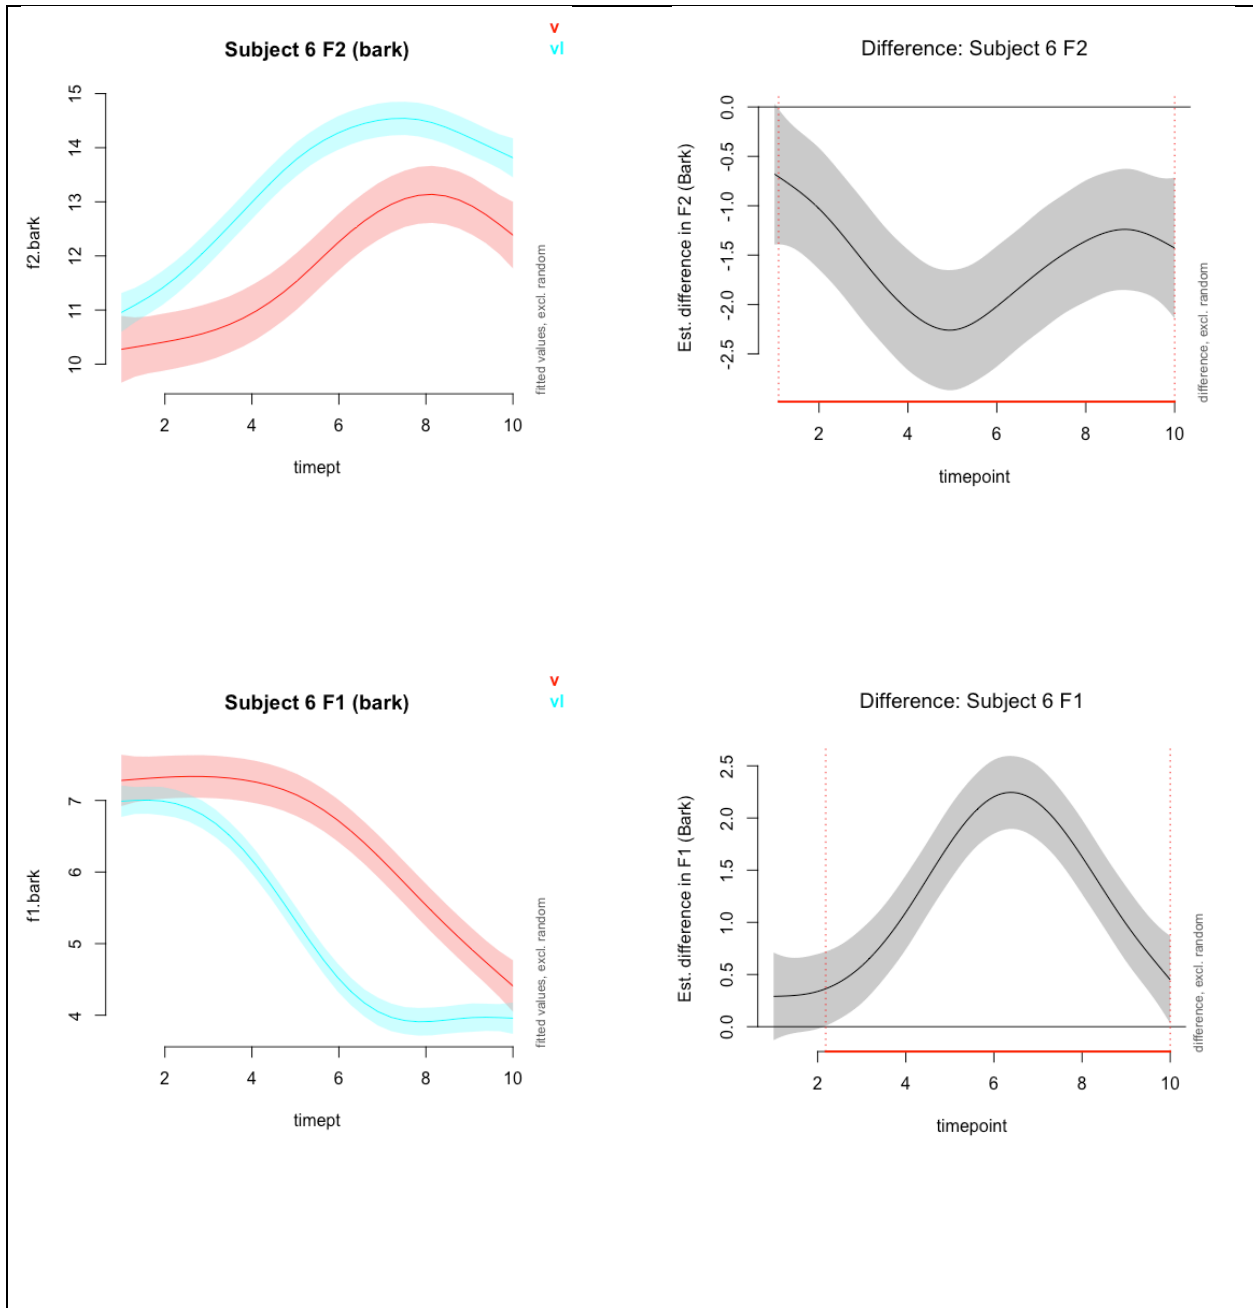 Subject 6 F2 (bark)
v
vl
f2.bark
15
14
13
12
11
10
2 4 6 8 10
timept
fitted values, excl. random
Difference: Subject 6 F2
Est. difference in F2 (Bark)
0.0
-0.5
-1.0
-1.5
-2.0
-2.5
2 4 6 8 10
timepoint
difference, excl. random
Subject 6 F1 (bark)
v
vl
f1.bark
7
6
5
4
2 4 6 8 10
timept
fitted values, excl. random
Difference: Subject 6 F1
Est. difference in F1 (Bark)
2.5
2.0
1.5
1.0
0.5
0.0
2 4 6 8 10
timepoint
difference, excl. random